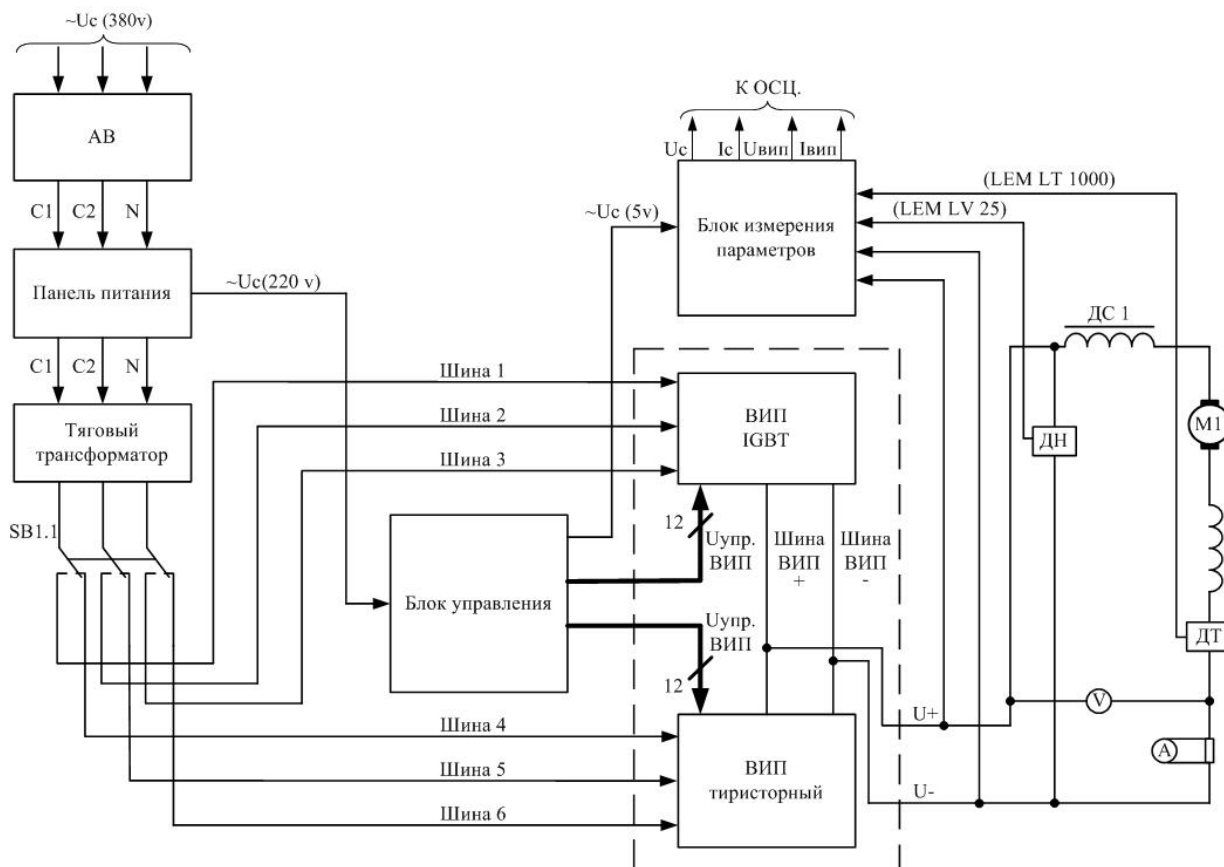 ~Uc (380v)
АВ
C1
C2
N
Панель питания
~Uc(220 v)
C1
C2
N
Тяговый
трансформатор
SB1.1
К ОСЦ.
Uc
Ic
Uвип
Iвип
~Uc (5v)
Блок измерения
параметров
(LEM LT 1000)
(LEM LV 25)
ДС 1
М1
ДН
ДТ
Шина 1
Шина 2
Шина 3
ВИП
IGBT
12
Uупр.
ВИП
Шина
ВИП
+
Шина
ВИП
-
Блок управления
Uупр.
ВИП
12
Шина 4
Шина 5
Шина 6
ВИП
тиристорный
U+
V
A
U-